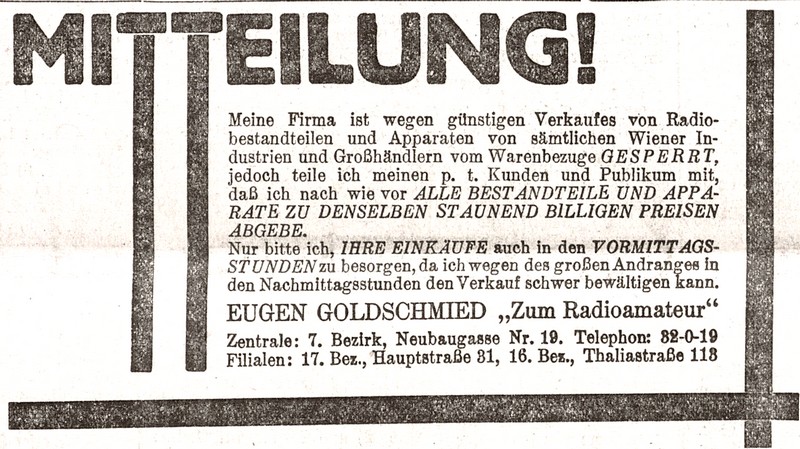 MITTEILUNG!
Meine Firma ist wegen günstigen Verkaufes von Radio-
bestandteilen und Apparaten von sämtlichen Wiener In-
dustrien und Großhändlern vom Warenbezuge GESPERRT,
jedoch teile ich meinen p. t. Kunden und Publikum mit,
daß ich nach wie vor ALLE BESTANDTEILE UND APPA-
RATE ZU DENSELBEN STAUNEND BILLIGEN PREISEN
ABGEBE.
Nur bitte ich, IHRE EINKÄUFE auch in den VORMITTAGS-
STUNDEN zu besorgen, da ich wegen des großen Andranges in
den Nachmittagsstunden den Verkauf schwer bewältigen kann.
EUGEN GOLDSCHMIED „Zum Radioamateur“
Zentrale: 7. Bezirk, Neubaugasse Nr. 19. Telephon: 32-0-19
Filialen: 17. Bez., Hauptstraße 31, 16. Bez., Thaliastraße 113